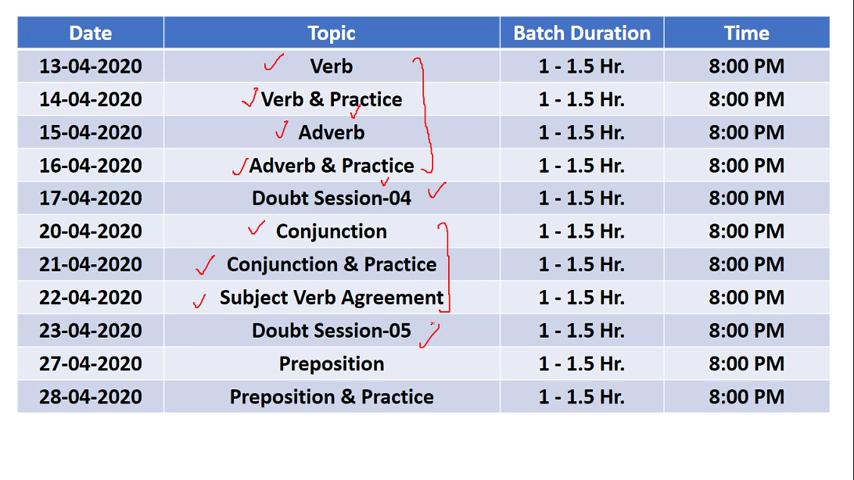 Date Topic Batch Duration Time
13-04-2020 Verb 1 - 1.5 Hr. 8:00 PM
14-04-2020 Verb & Practice 1 - 1.5 Hr. 8:00 PM
15-04-2020 Adverb 1 - 1.5 Hr. 8:00 PM
16-04-2020 Adverb & Practice 1 - 1.5 Hr. 8:00 PM
17-04-2020 Doubt Session-04 1 - 1.5 Hr. 8:00 PM
20-04-2020 Conjunction 1 - 1.5 Hr. 8:00 PM
21-04-2020 Conjunction & Practice 1 - 1.5 Hr. 8:00 PM
22-04-2020 Subject Verb Agreement 1 - 1.5 Hr. 8:00 PM
23-04-2020 Doubt Session-05 1 - 1.5 Hr. 8:00 PM
27-04-2020 Preposition 1 - 1.5 Hr. 8:00 PM
28-04-2020 Preposition & Practice 1 - 1.5 Hr. 8:00 PM